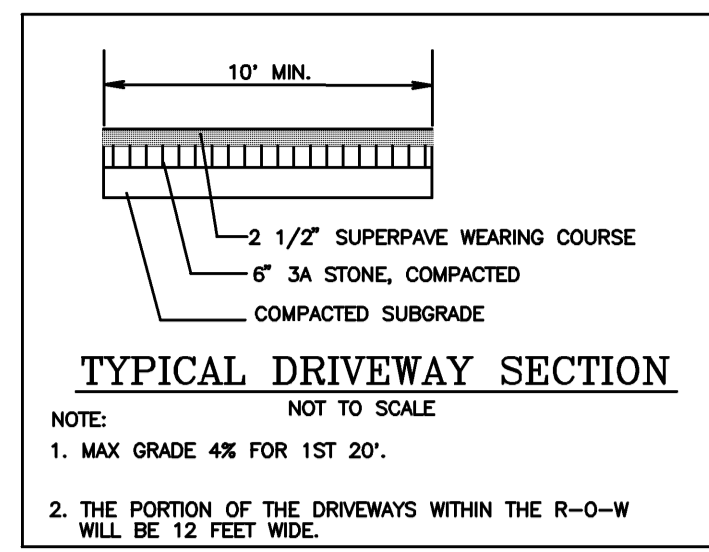 10' MIN.
2 1/2" SUPERPAVE WEARING COURSE
6" 3A STONE, COMPACTED
COMPACTED SUBGRADE
TYPICAL DRIVEWAY SECTION
NOT TO SCALE
NOTE:
1. MAX GRADE 4% FOR 1ST 20'.
2. THE PORTION OF THE DRIVEWAYS WITHIN THE R-O-W
WILL BE 12 FEET WIDE.